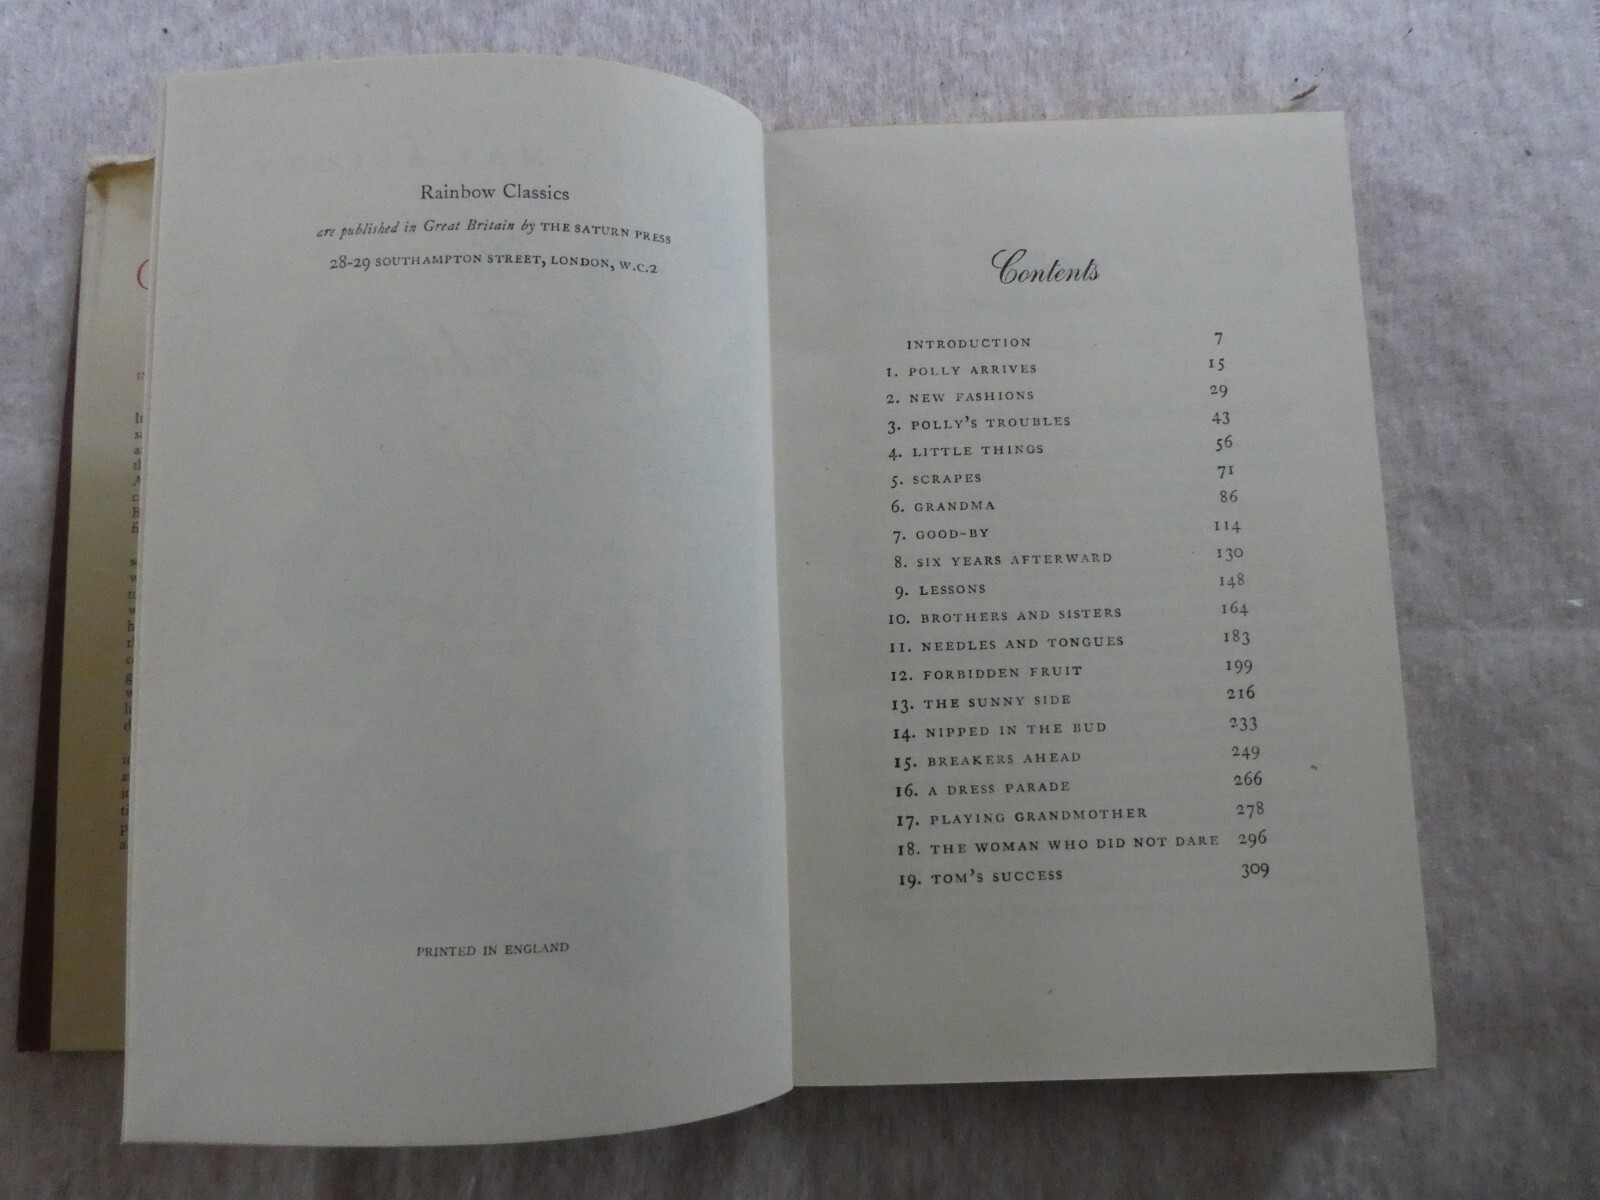 Rainbow Classics
are published in Great Britain by THE SATURN PRESS
28-29 SOUTHAMPTON STREET, LONDON, W.C.2
PRINTED IN ENGLAND
Contents
INTRODUCTION 7
1. POLLY ARRIVES 15
2. NEW FASHIONS 29
3. POLLY'S TROUBLES 43
4. LITTLE THINGS 56
5. SCRAPES 71
6. GRANDMA 86
7. GOOD-BY 114
8. SIX YEARS AFTERWARD 130
9. LESSONS 148
10. BROTHERS AND SISTERS 164
11. NEEDLES AND TONGUES 183
12. FORBIDDEN FRUIT 199
13. THE SUNNY SIDE 216
14. NIPPED IN THE BUD 233
15. BREAKERS AHEAD 249
16. A DRESS PARADE 266
17. PLAYING GRANDMOTHER 278
18. THE WOMAN WHO DID NOT DARE 296
19. TOM'S SUCCESS 309